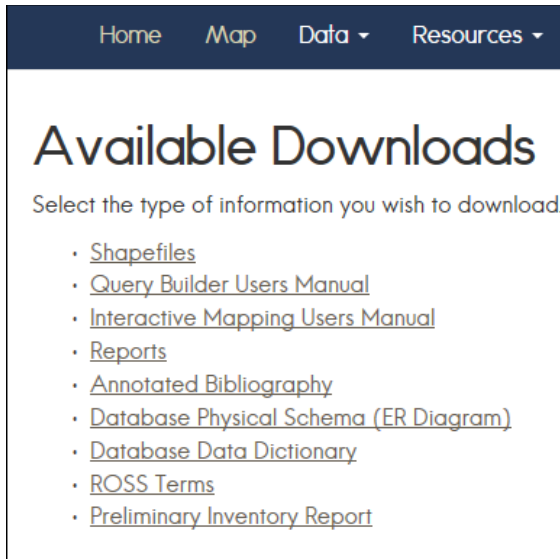 Home Map Data Resources
Available Downloads
Select the type of information you wish to download
Shapefiles
Query Builder Users Manual
Interactive Mapping Users Manual
Reports
Annotated Bibliography
Database Physical Schema (ER Diagram)
Database Data Dictionary
ROSS Terms
Preliminary Inventory Report